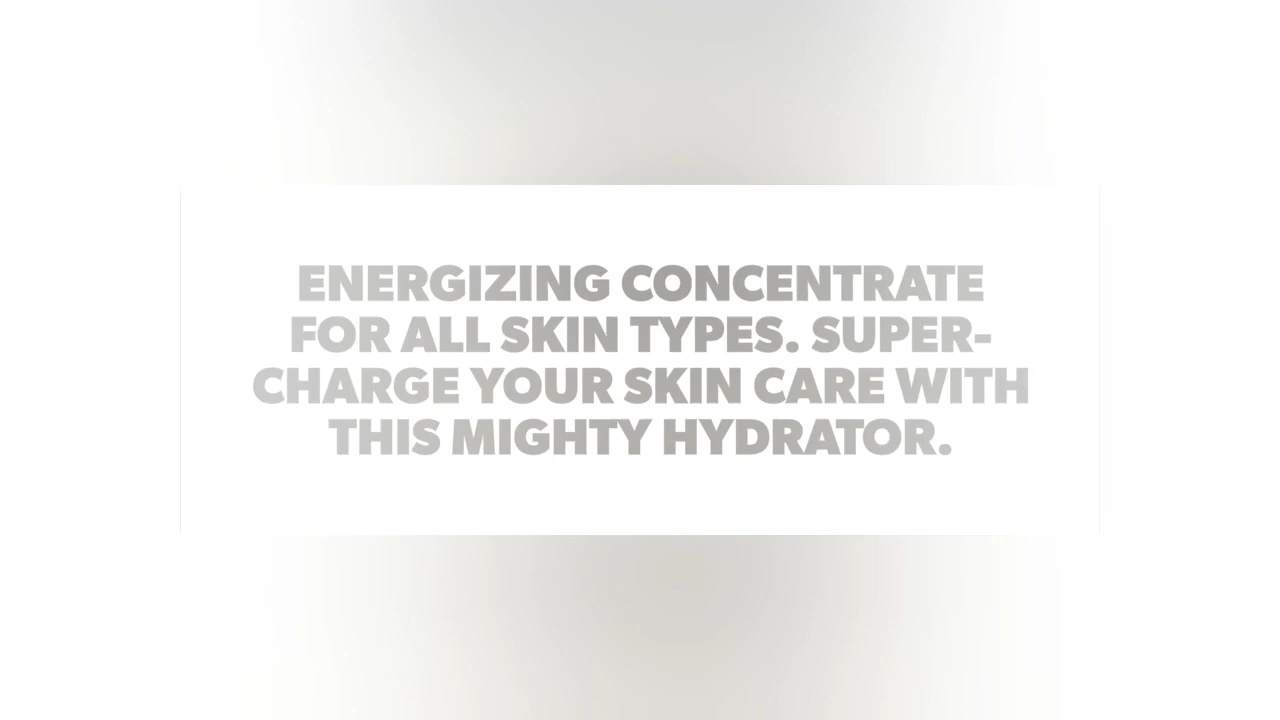 ENERGIZING CONCENTRATE
FOR ALL SKIN TYPES. SUPER-
CHARGE YOUR SKIN CARE WITH
THIS MIGHTY HYDRATOR.